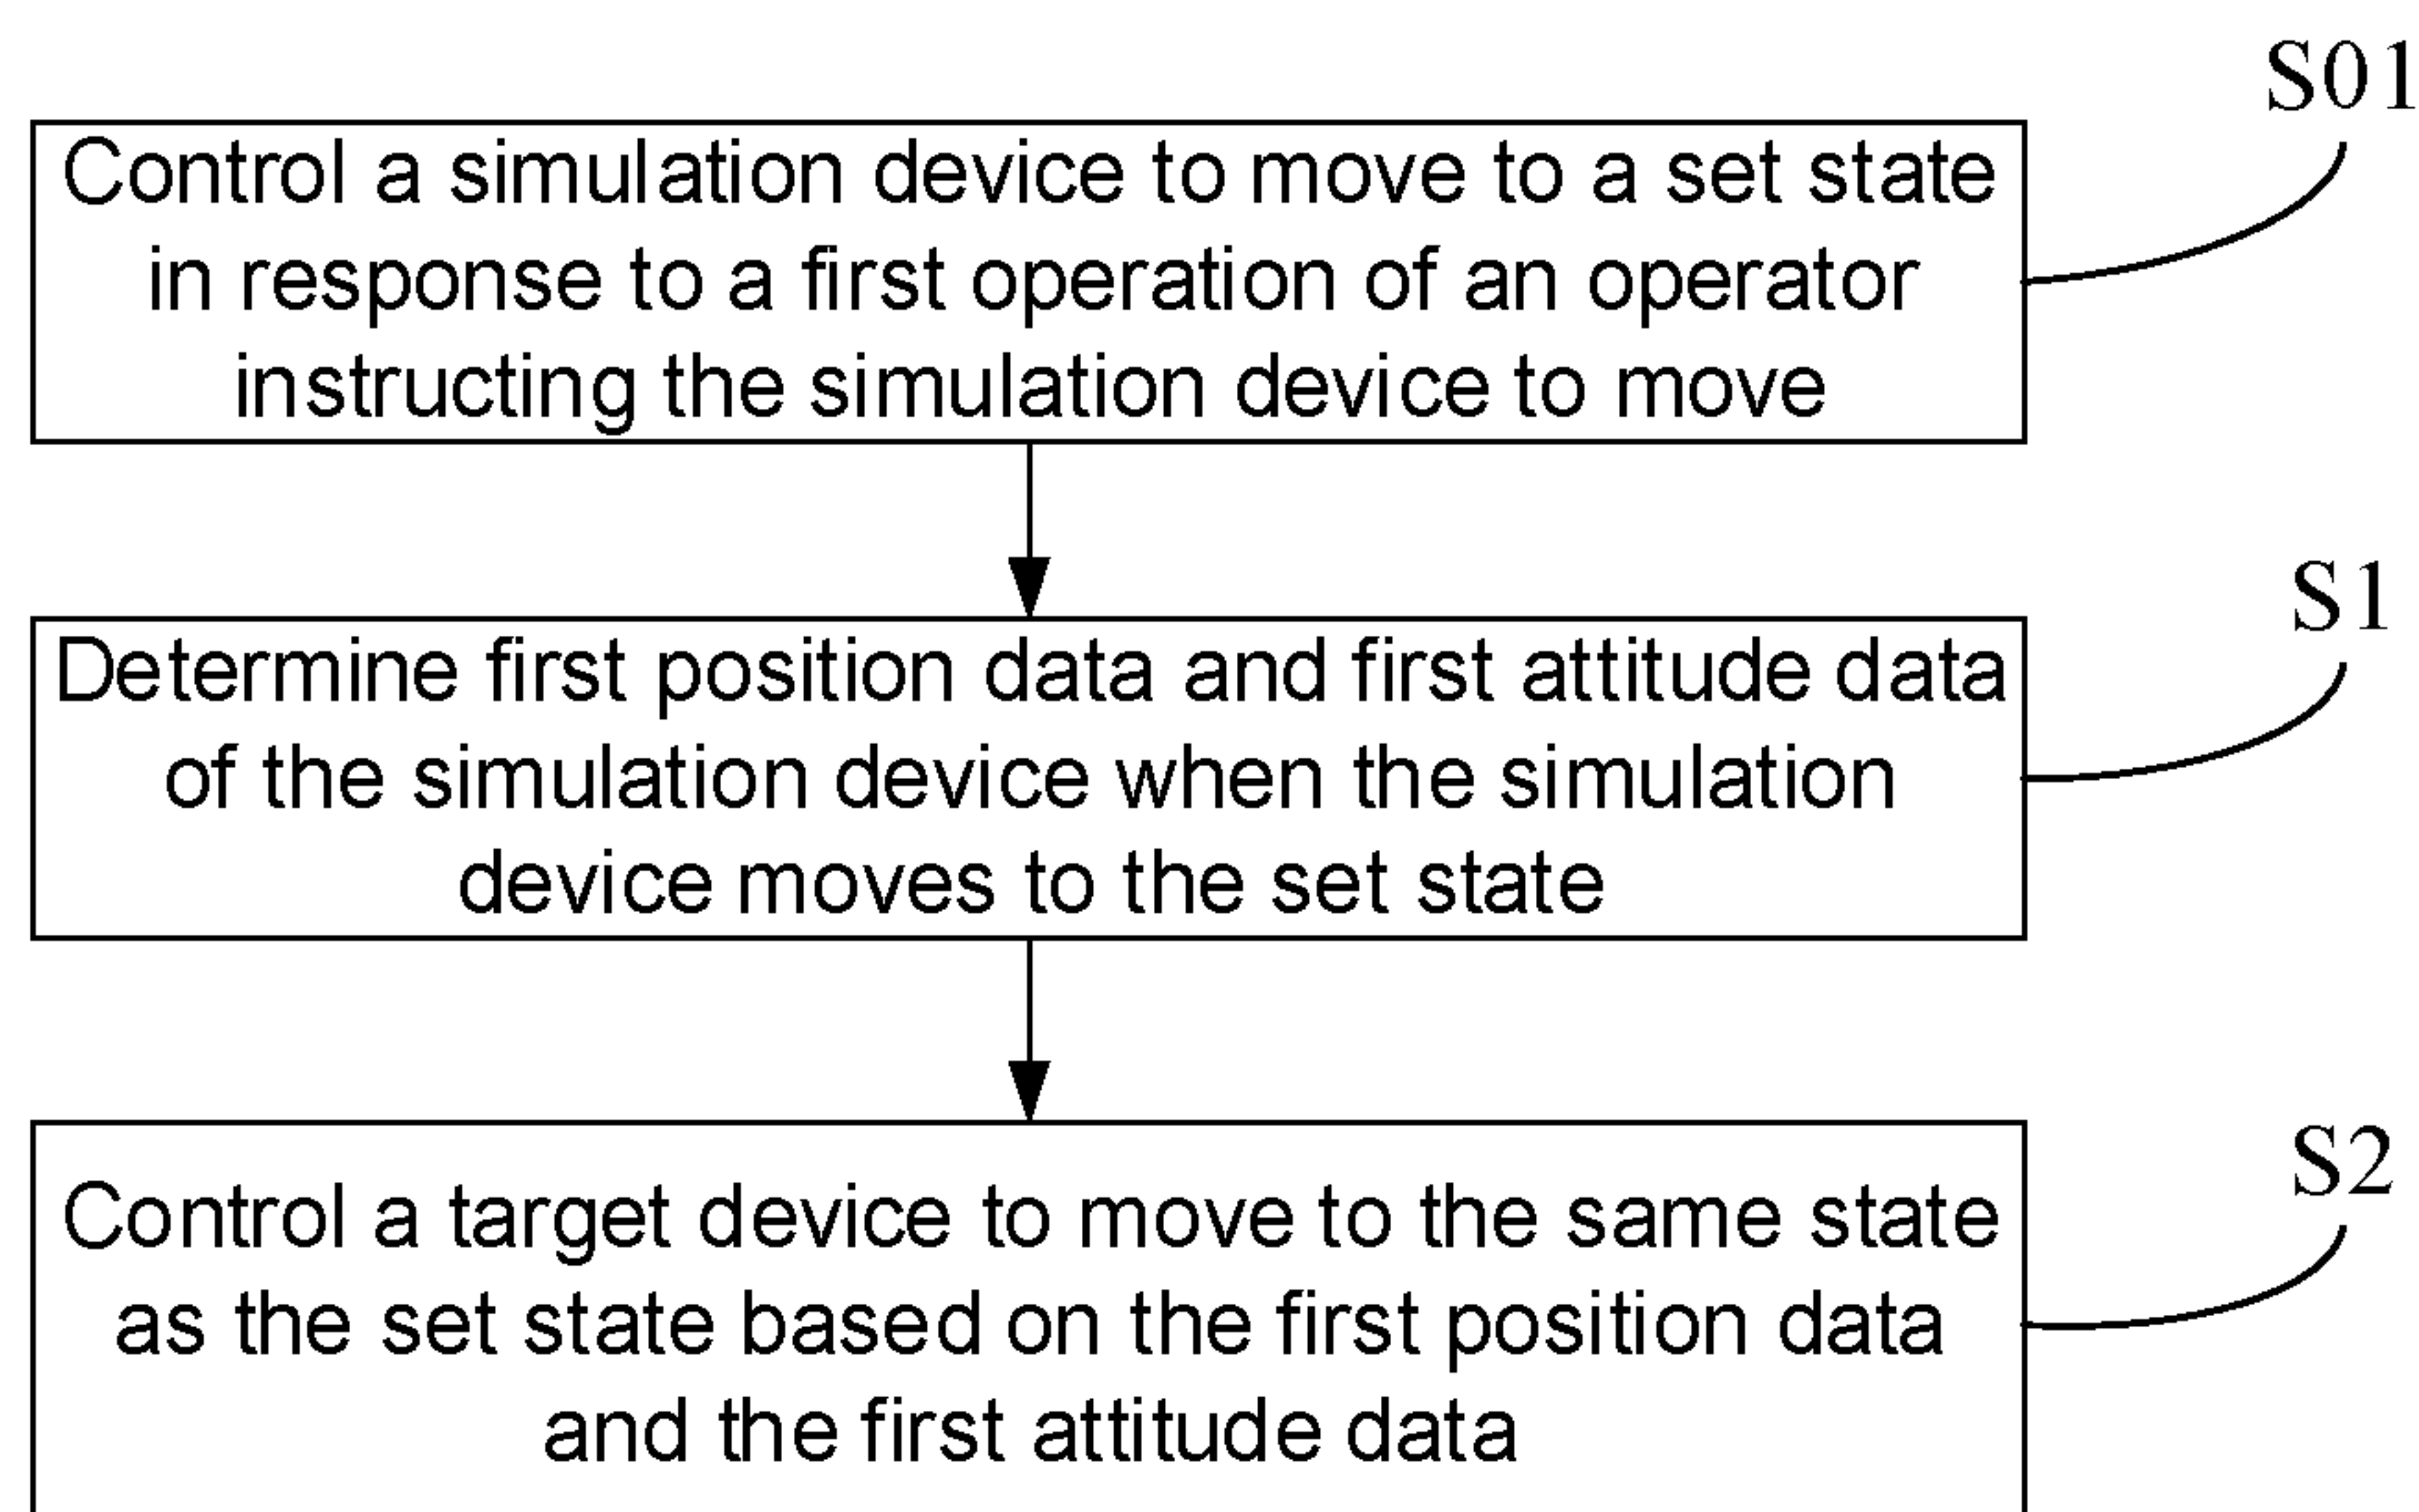 S01
Control a simulation device to move to a set state
in response to a first operation of an operator
instructing the simulation device to move
S1
Determine first position data and first attitude data
of the simulation device when the simulation
device moves to the set state
S2
Control a target device to move to the same state
as the set state based on the first position data
and the first attitude data